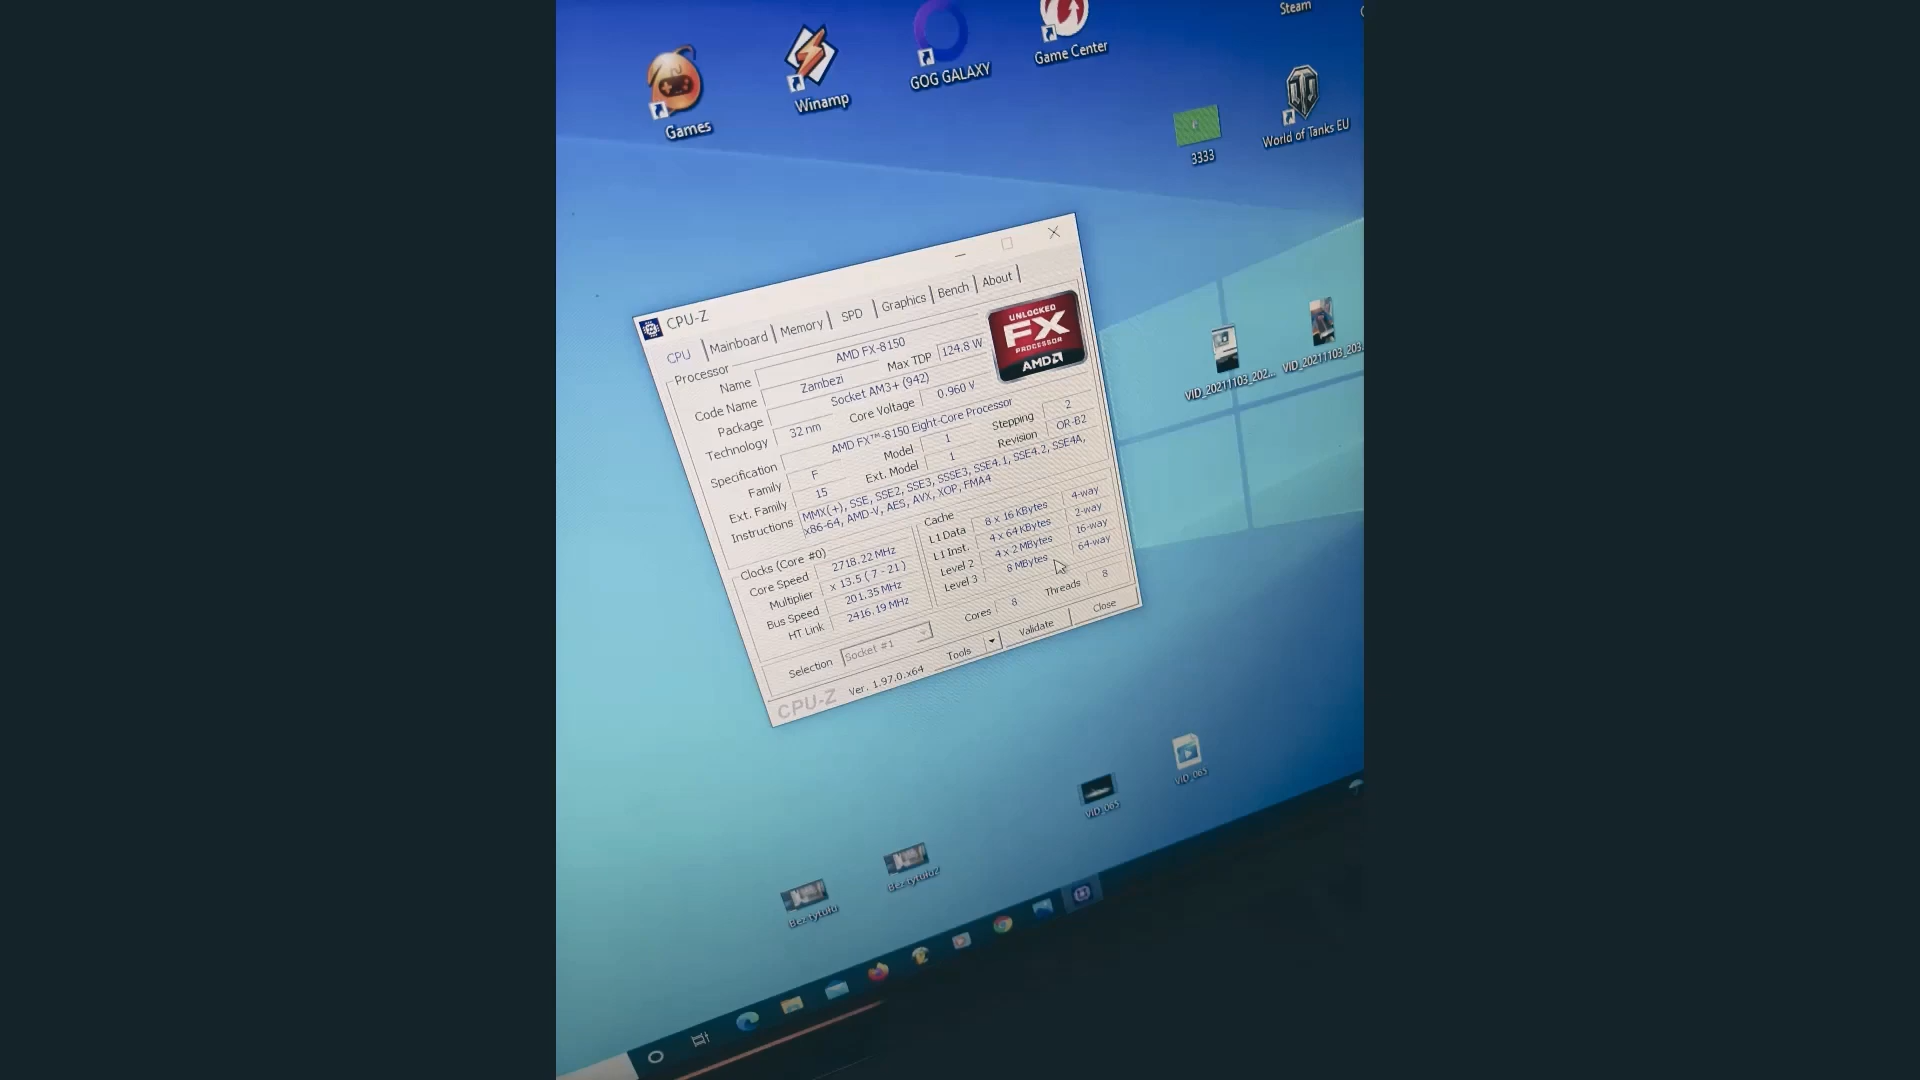 Steam
Games
Winamp
GOG GALAXY
Game Center
3333
World of Tanks EU
CPU-Z
CPU
Mainboard
Memory
SPD
Graphics
Bench
About
Processor
Name AMD FX-8150
Code Name Zambezi Max TDP 124.8 W
Package Socket AM3+ (942)
Technology 32 nm Core Voltage 0.960 V
UNLOCKED
FX
PROCESSOR
AMD
Specification AMD FX™-8150 Eight-Core Processor
Family F Model 1 Stepping 2
Ext. Family 15 Ext. Model 1 Revision OR-B2
Instructions MMX(+), SSE, SSE2, SSE3, SSSE3, SSE4.1, SSE4.2, SSE4A,
x86-64, AMD-V, AES, AVX, XOP, FMA4
Clocks (Core #0)
Core Speed 2718.22 MHz
Multiplier x 13.5 ( 7 - 21 )
Bus Speed 201.35 MHz
HT Link 2416.19 MHz
Cache
L1 Data 8 x 16 KBytes 4-way
L1 Inst. 4 x 64 KBytes 2-way
Level 2 4 x 2 MBytes 16-way
Level 3 8 MBytes 64-way
Selection Socket #1
Cores 8 Threads 8
CPU-Z Ver. 1.97.0.x64 Tools Validate Close
VID_20211103_202...
VID_20211103_203...
VID_065
VID_065
Bez tytułu
Bez tytułu2